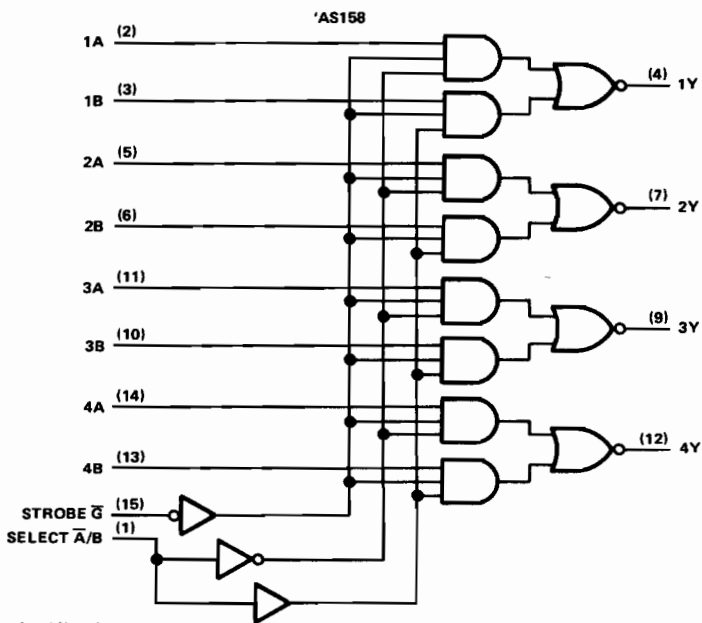 'AS158
1A (2)
(4) 1Y
1B (3)
2A (5)
(7) 2Y
2B (6)
3A (11)
(9) 3Y
3B (10)
4A (14)
(12) 4Y
4B (13)
STROBE G̅ (15)
SELECT A̅/B (1)